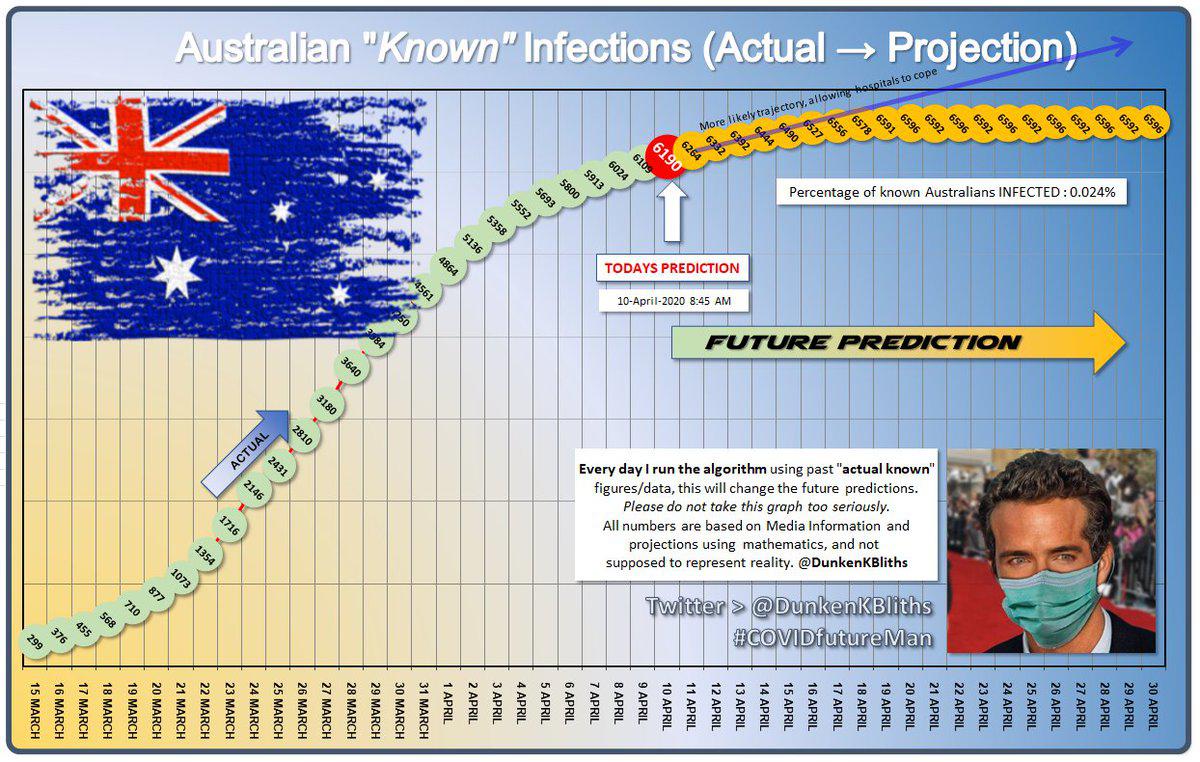 Australian "Known" Infections (Actual → Projection)
More likely trajectory, allowing hospitals to cope
299
376
455
568
710
877
1073
1354
1716
2146
2431
2810
3180
3640
4561
4864
5136
5358
5552
5693
5800
5913
6024
6109
6190
6264
6332
6392
6444
6490
6527
6556
6578
6591
6596
6592
6596
6592
6596
6592
6596
6592
6596
6592
6596
Percentage of known Australians INFECTED : 0.024%
TODAYS PREDICTION
10-April-2020 8:45 AM
FUTURE PREDICTION
ACTUAL
Every day I run the algorithm using past "actual known"
figures/data, this will change the future predictions.
Please do not take this graph too seriously.
All numbers are based on Media Information and
projections using mathematics, and not
supposed to represent reality. @DunkenKBliths
Twitter > @DunkenKBliths
#COVIDfutureMan
15 MARCH
16 MARCH
17 MARCH
18 MARCH
19 MARCH
20 MARCH
21 MARCH
22 MARCH
23 MARCH
24 MARCH
25 MARCH
26 MARCH
27 MARCH
28 MARCH
29 MARCH
30 MARCH
31 MARCH
1 APRIL
2 APRIL
3 APRIL
4 APRIL
5 APRIL
6 APRIL
7 APRIL
8 APRIL
9 APRIL
10 APRIL
11 APRIL
12 APRIL
13 APRIL
14 APRIL
15 APRIL
16 APRIL
17 APRIL
18 APRIL
19 APRIL
20 APRIL
21 APRIL
22 APRIL
23 APRIL
24 APRIL
25 APRIL
26 APRIL
27 APRIL
28 APRIL
29 APRIL
30 APRIL